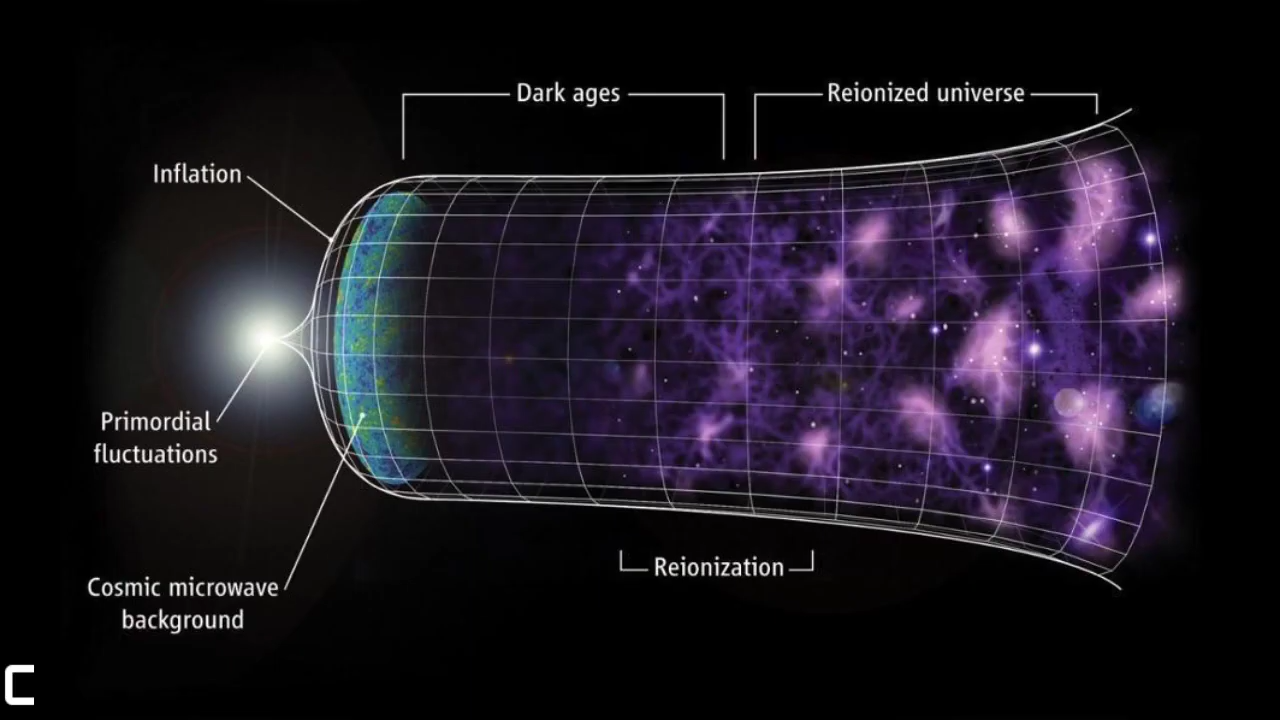 Dark ages
Reionized universe
Inflation
Primordial
fluctuations
Reionization
Cosmic microwave
background
C